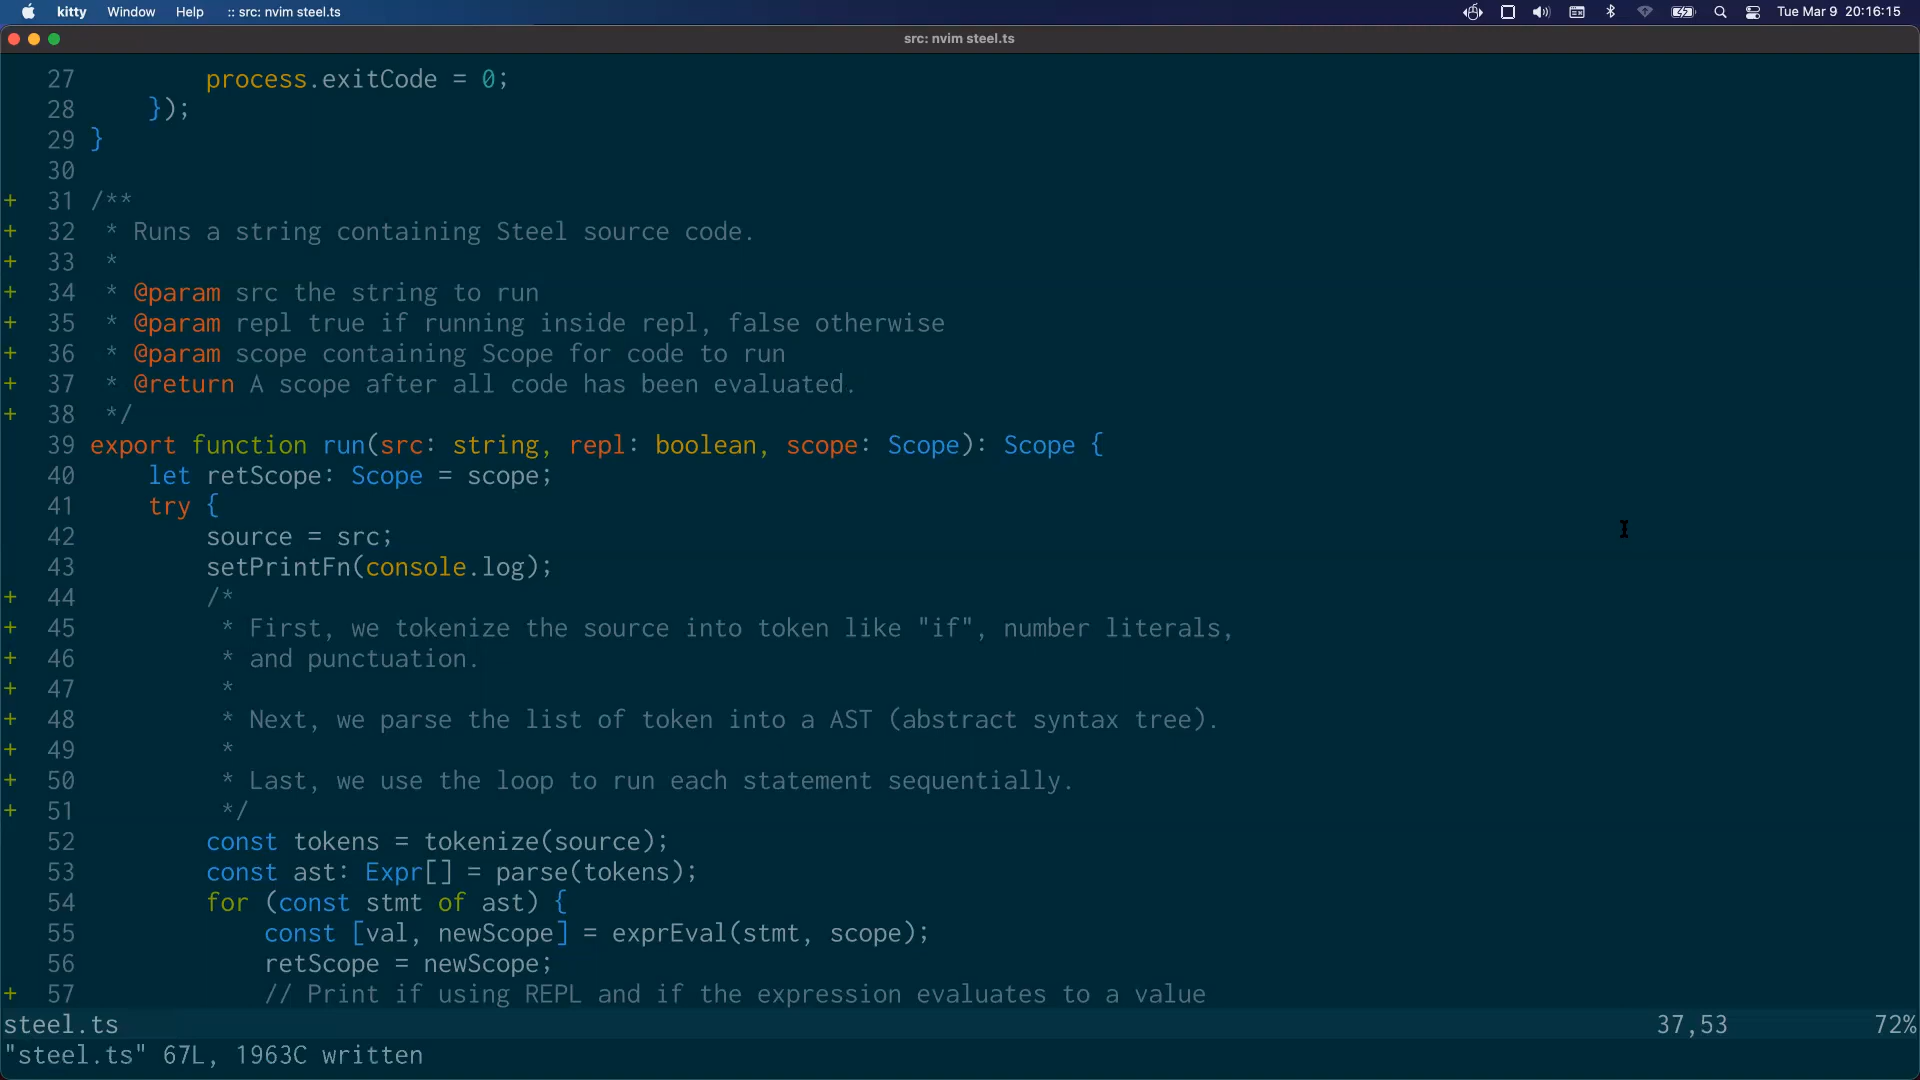 kitty Window Help :: src: nvim steel.ts Tue Mar 9 20:16:15
src: nvim steel.ts
27 process.exitCode = 0;
28 });
29 }
30
+ 31 /**
+ 32 * Runs a string containing Steel source code.
+ 33 *
+ 34 * @param src the string to run
+ 35 * @param repl true if running inside repl, false otherwise
+ 36 * @param scope containing Scope for code to run
+ 37 * @return A scope after all code has been evaluated.
+ 38 */
39 export function run(src: string, repl: boolean, scope: Scope): Scope {
40 let retScope: Scope = scope;
41 try {
42 source = src;
43 setPrintFn(console.log);
+ 44 /*
+ 45 * First, we tokenize the source into token like "if", number literals,
+ 46 * and punctuation.
+ 47 *
+ 48 * Next, we parse the list of token into a AST (abstract syntax tree).
+ 49 *
+ 50 * Last, we use the loop to run each statement sequentially.
+ 51 */
52 const tokens = tokenize(source);
53 const ast: Expr[] = parse(tokens);
54 for (const stmt of ast) {
55 const [val, newScope] = exprEval(stmt, scope);
56 retScope = newScope;
+ 57 // Print if using REPL and if the expression evaluates to a value
steel.ts 37,53 72%
"steel.ts" 67L, 1963C written